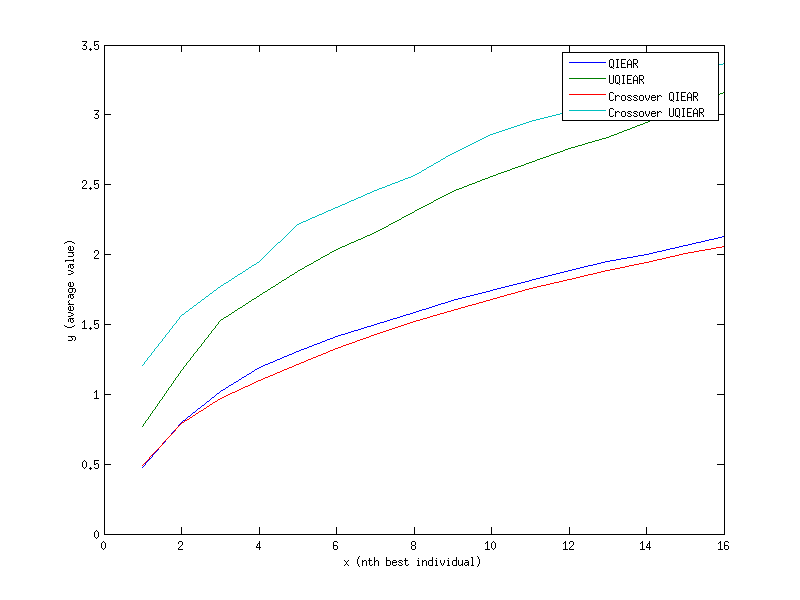 3.5
3
2.5
2
1.5
1
0.5
0
QIEAR
UQIEAR
Crossover QIEAR
Crossover UQIEAR
y (average value)
0 2 4 6 8 10 12 14 16
x (nth best individual)